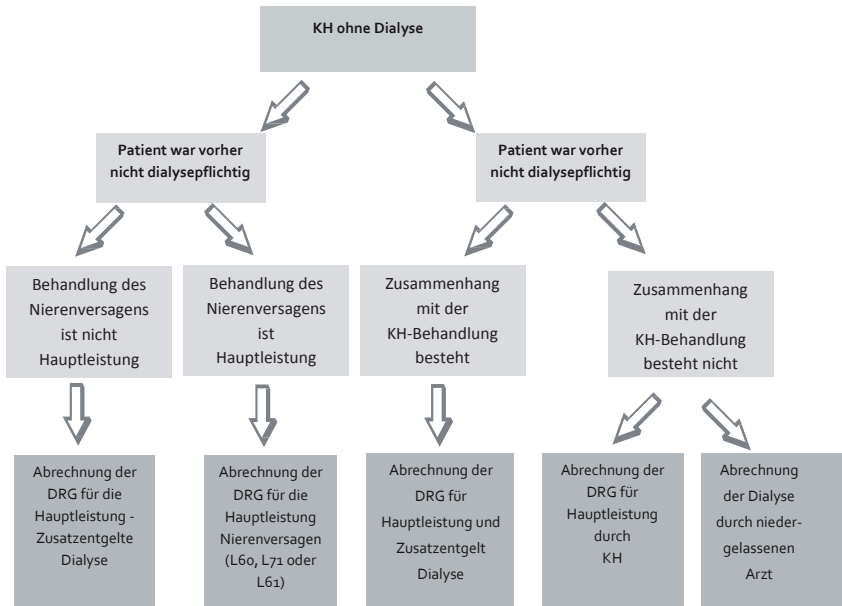 KH ohne Dialyse
Patient war vorher
nicht dialysepflichtig
Patient war vorher
nicht dialysepflichtig
Behandlung des
Nierenversagens
ist nicht
Hauptleistung
Behandlung des
Nierenversagens
ist
Hauptleistung
Zusammenhang
mit der
KH-Behandlung
besteht
Zusammenhang
mit der
KH-Behandlung
besteht nicht
Abrechnung der
DRG für die
Hauptleistung -
Zusatzentgelte
Dialyse
Abrechnung der
DRG für die
Hauptleistung
Nierenversagen
(L60, L71 oder
L61)
Abrechnung der
DRG für
Hauptleistung und
Zusatzentgelt
Dialyse
Abrechnung der
DRG für
Hauptleistung
durch
KH
Abrechnung
der Dialyse
durch nieder-
gelassenen
Arzt